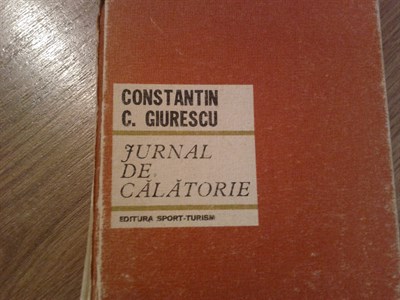 CONSTANTIN
C. GIURESCU
JURNAL
DE
CĂLĂTORIE
EDITURA SPORT-TURISM